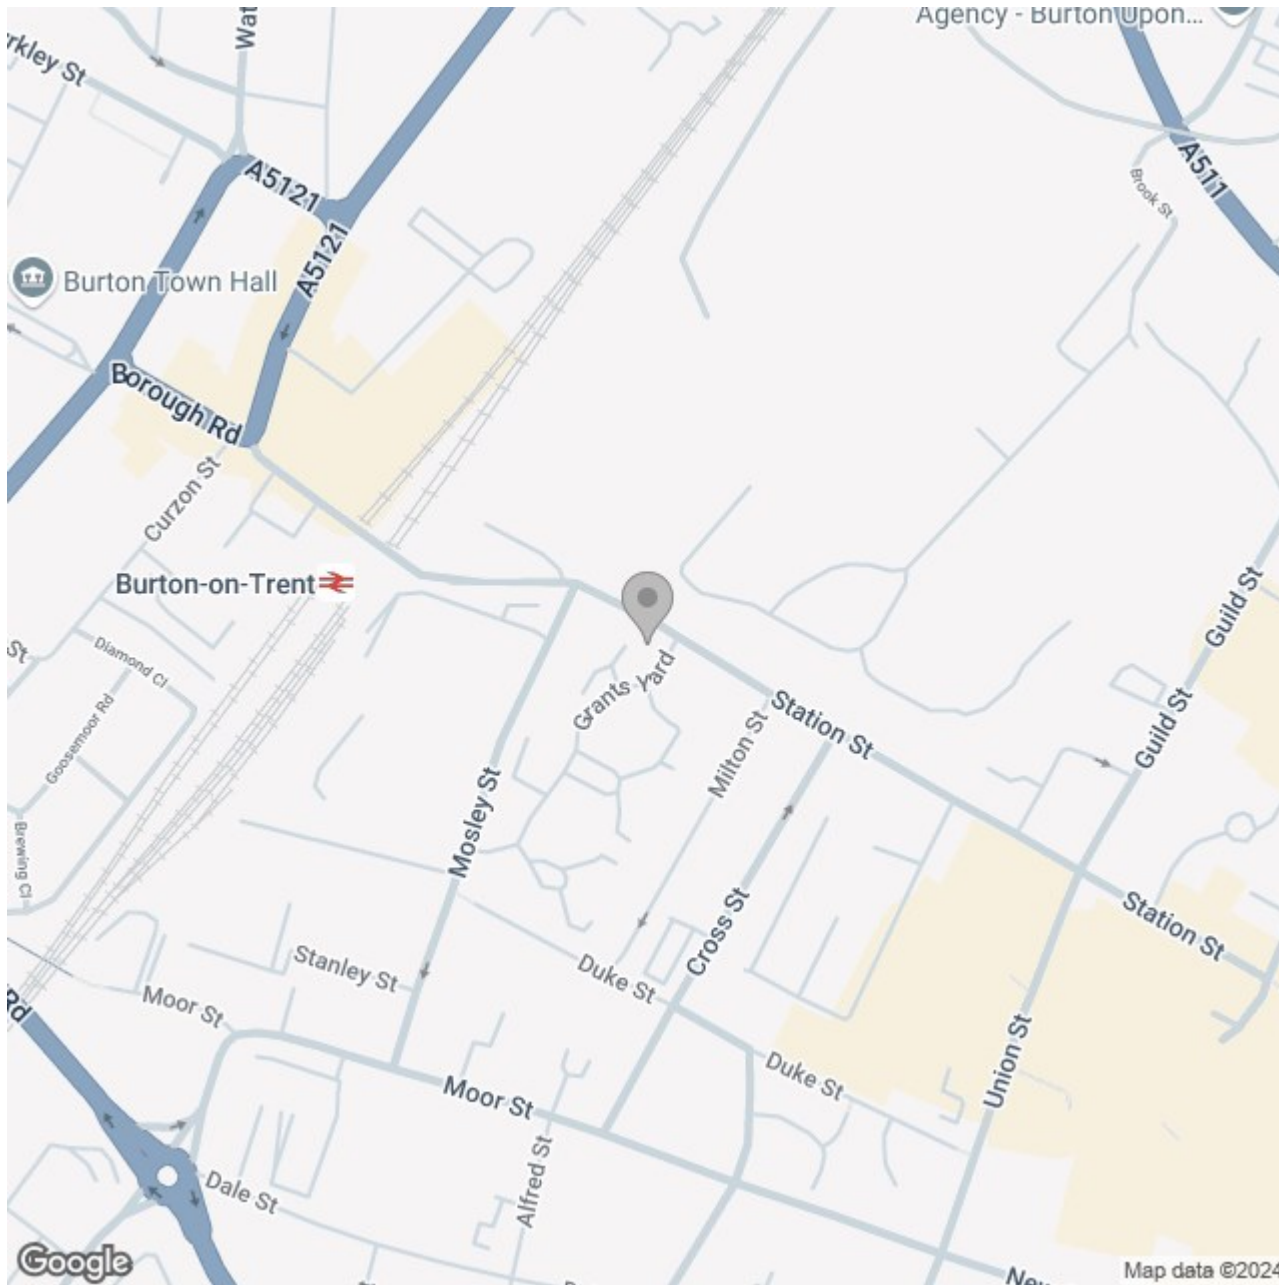 Agency - Burton Upon...
Wat
rkley St
A5121
A511
Brook St
A5121
Burton Town Hall
Borough Rd
Curzon St
Burton-on-Trent
Guild St
St
Diamond Cl
Grants Yard
Goosemoor Rd
Station St
Guild St
Milton St
Mosley St
Brewing Cl
Cross St
Station St
Stanley St
Duke St
Rd
Moor St
Union St
Duke St
Moor St
Alfred St
Dale St
Google
Map data ©2024